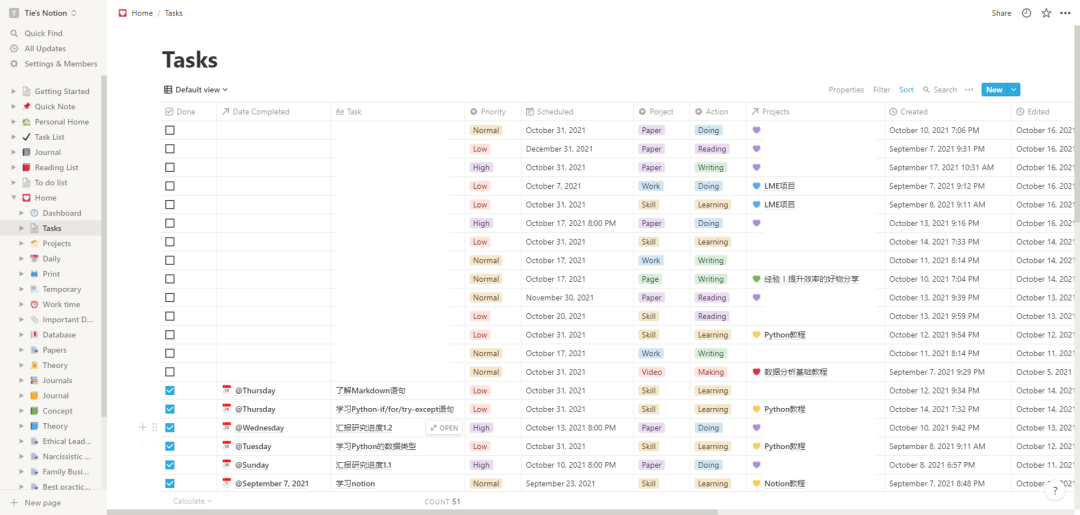 Tie's Notion
Quick Find
All Updates
Settings & Members
Getting Started
Quick Note
Personal Home
Task List
Journal
Reading List
To do list
Home
Dashboard
Tasks
Projects
Daily
Print
Temporary
Work time
Important D...
Database
Papers
Theory
Journals
Journal
Concept
Theory
Ethical Lead...
Narcissistic ...
Family Busi...
Best practic...
New page
Home / Tasks
Share
Tasks
Default view
Properties Filter Sort Search New
Done Date Completed Task Priority Scheduled Porject Action Projects Created Edited
Normal October 31, 2021 Paper Doing October 10, 2021 7:06 PM October 16, 2021
Low December 31, 2021 Paper Reading September 7, 2021 9:31 PM October 16, 2021
High October 31, 2021 Paper Writing September 17, 2021 10:31 AM October 16, 2021
Low October 7, 2021 Work Doing LME项目 September 7, 2021 9:12 PM October 16, 2021
Low October 31, 2021 Skill Learning LME项目 September 8, 2021 9:11 AM October 16, 2021
High October 17, 2021 8:00 PM Paper Doing October 13, 2021 9:16 PM October 16, 2021
Low October 31, 2021 Skill Learning October 14, 2021 7:33 PM October 14, 2021
Normal October 17, 2021 Work Writing October 11, 2021 8:14 PM October 16, 2021
Normal October 17, 2021 Page Writing 经验丨提升效率的好物分享 October 10, 2021 7:04 PM October 16, 2021
Normal November 30, 2021 Paper Reading October 13, 2021 9:39 PM October 16, 2021
Low October 20, 2021 Skill Reading October 13, 2021 9:59 PM October 13, 2021
Low October 31, 2021 Skill Learning Python教程 October 12, 2021 9:54 PM October 12, 2021
Normal October 17, 2021 Work Writing October 11, 2021 8:14 PM October 11, 2021
Normal October 31, 2021 Video Making 数据分析基础教程 September 7, 2021 9:29 PM October 5, 2021
@Thursday 了解Markdown语句 Low October 31, 2021 Skill Learning October 12, 2021 9:34 PM October 14, 2021
@Thursday 学习Python-if/for/try-except语句 Low October 31, 2021 Skill Learning Python教程 October 14, 2021 7:32 PM October 14, 2021
@Wednesday 汇报研究进度1.2 OPEN High October 13, 2021 8:00 PM Paper Doing October 10, 2021 9:42 PM October 13, 2021
@Tuesday 学习Python的数据类型 Low October 31, 2021 Skill Learning Python教程 September 8, 2021 9:11 AM October 12, 2021
@Sunday 汇报研究进度1.1 High October 10, 2021 8:00 PM Paper Doing October 8, 2021 6:57 PM October 11, 2021
@September 7, 2021 学习notion Normal September 23, 2021 Skill Learning Notion教程 September 7, 2021 8:48 PM October 10, 2021
Calculate COUNT 51
?